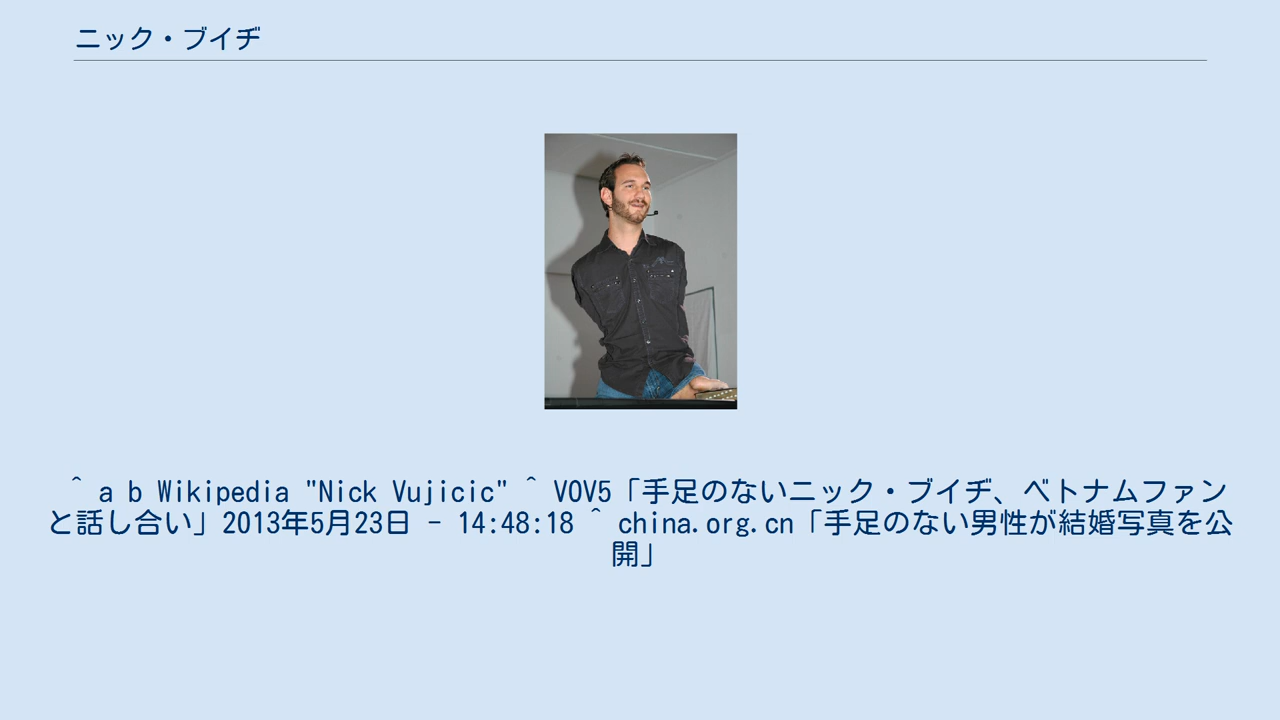 ニック・ブイヂ
^ a b Wikipedia "Nick Vujicic" ^ VOV5「手足のないニック・ブイヂ、ベトナムファン
と話し合い」2013年5月23日 - 14:48:18 ^ china.org.cn「手足のない男性が結婚写真を公
開」